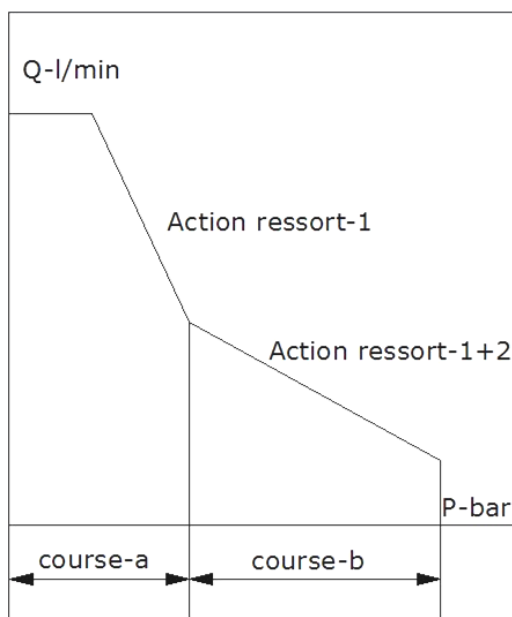 Q-l/min
Action ressort-1
Action ressort-1+2
P-bar
course-a
course-b